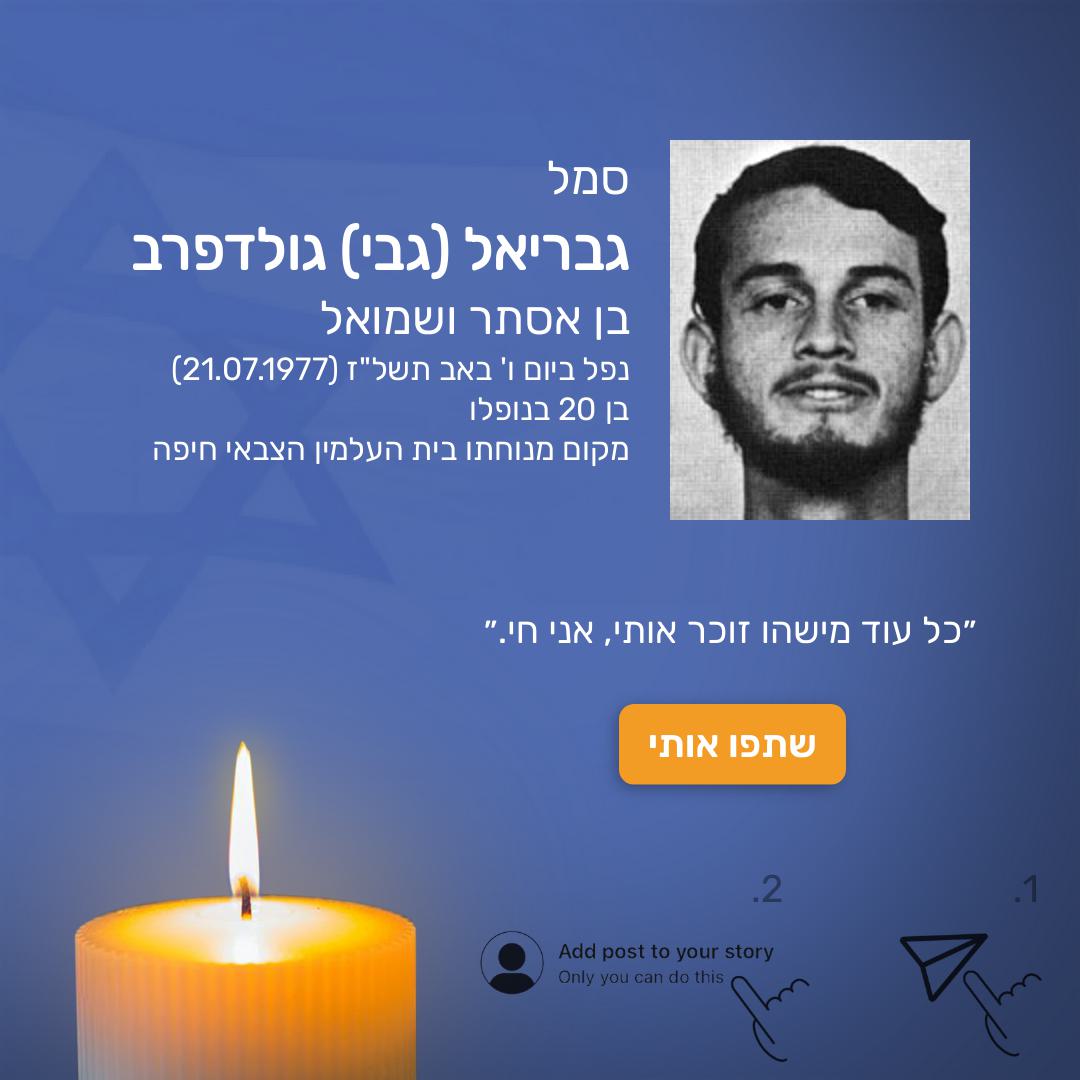 סמל
גבריאל (גבי) גולדפרב
בן אסתר ושמואל
נפל ביום ו' באב תשל"ז (21.07.1977)
בן 20 בנופלו
מקום מנוחתו בית העלמין הצבאי חיפה
״כל עוד מישהו זוכר אותי, אני חי.״
שתפו אותי
1.
2.
Add post to your story
Only you can do this